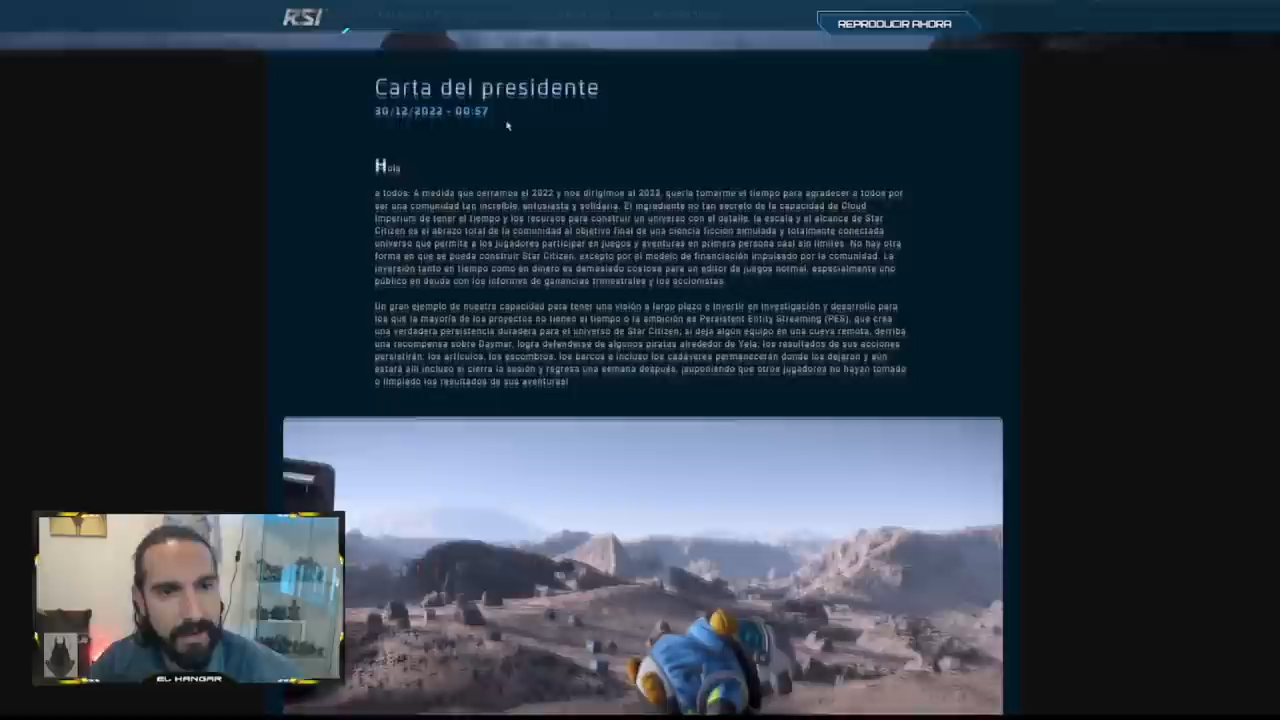 RSI
REPRODUCIR AHORA
Carta del presidente
30/12/2022 - 00:57
Hola
a todos: A medida que cerramos el 2022 y nos dirigimos al 2023, quería tomarme el tiempo para agradecer a todos por
ser una comunidad tan increíble, entusiasta y solidaria. El ingrediente no tan secreto de la capacidad de Cloud
Imperium de tener el tiempo y los recursos para construir un universo con el detalle, la escala y el alcance de Star
Citizen es el abrazo total de la comunidad al objetivo final de una ciencia ficción simulada y totalmente conectada
universo que permite a los jugadores participar en juegos y aventuras en primera persona casi sin límites. No hay otra
forma en que se pueda construir Star Citizen, excepto por el modelo de financiación impulsado por la comunidad. La
inversión tanto en tiempo como en dinero es demasiado costosa para un editor de juegos normal, especialmente uno
público en deuda con los informes de ganancias trimestrales y los accionistas.
Un gran ejemplo de nuestra capacidad para tener una visión a largo plazo e invertir en investigación y desarrollo para
los que la mayoría de los proyectos no tienen el tiempo o la ambición es Persistent Entity Streaming (PES), que crea
una verdadera persistencia duradera para el universo de Star Citizen; si deja algún equipo en una cueva remota, derriba
una recompensa sobre Daymar, logra defenderse de algunos piratas alrededor de Yela, los resultados de sus acciones
persistirán; los artículos, los escombros, los barcos e incluso los cadáveres permanecerán donde los dejaron y aún
estará allí incluso si cierra la sesión y regresa una semana después, ¡suponiendo que otros jugadores no hayan tomado
o limpiado los resultados de sus aventuras!
EL HANGAR